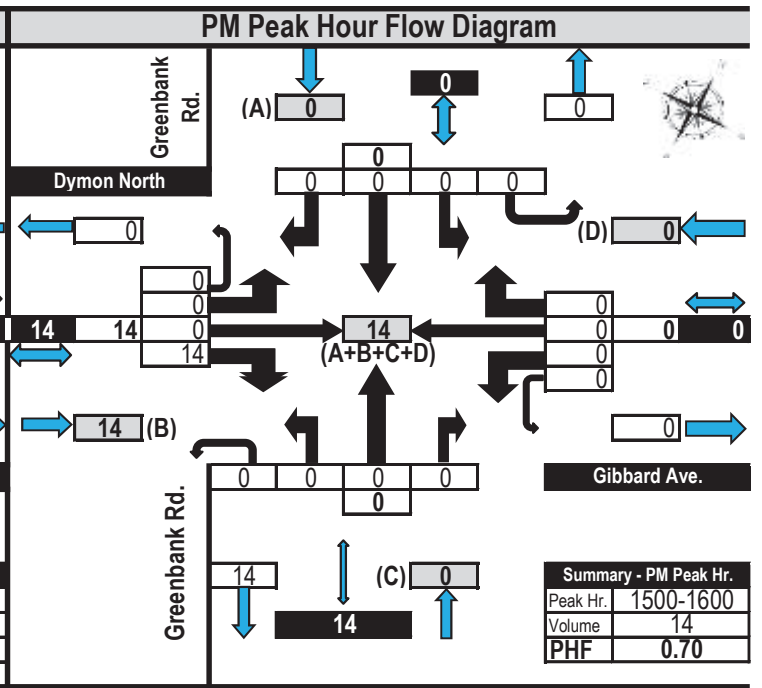 PM Peak Hour Flow Diagram
Greenbank
Rd.
(A) 0
0
0
0
Dymon North
0 0 0 0
0
(D) 0
0
0
0
14 14 0
14
14
(A+B+C+D)
0
0 0 0
0
0
14 (B)
0
0 0 0 0
0
Gibbard Ave.
Greenbank Rd.
14
(C) 0
14
Summary - PM Peak Hr.
Peak Hr. 1500-1600
Volume 14
PHF 0.70